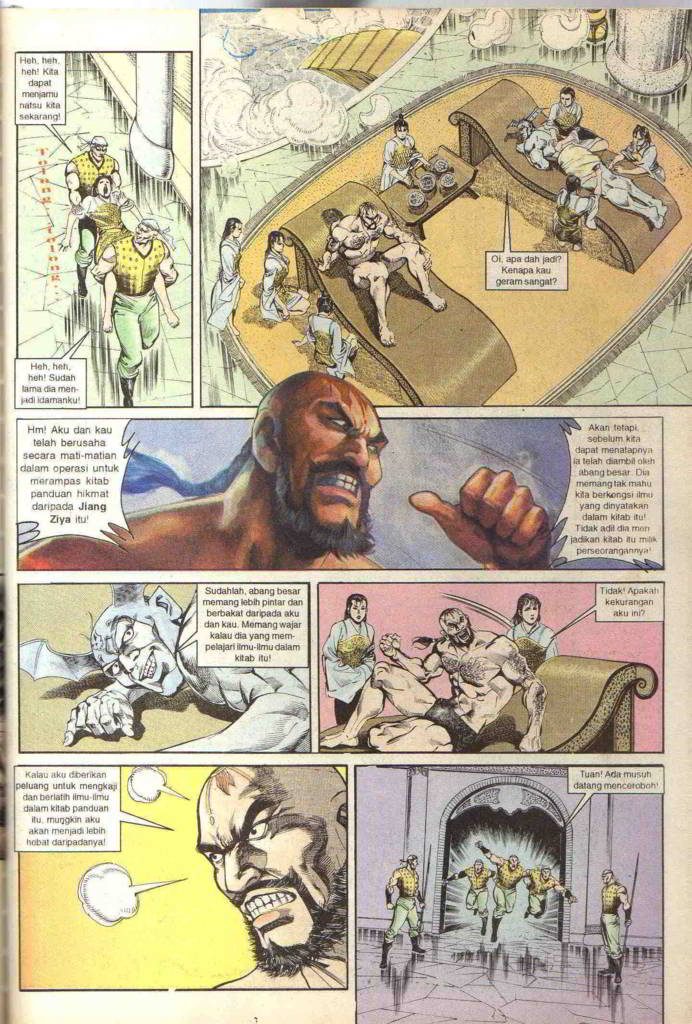 Heh, heh,
heh! Kita
dapat
menjamu
natsu kita
sekarang!
Tolong... tolong...
Heh, heh,
heh! Sudah
lama dia men-
jadi idamanku!
Oi, apa dah jadi?
Kenapa kau
geram sangat?
Hm! Aku dan kau
telah berusaha
secara mati-matian
dalam operasi untuk
merampas kitab
panduan hikmat
daripada Jiang
Ziya itu!
Akan tetapi,
sebelum kita
dapat menatapnya
ia telah diambil oleh
abang besar. Dia
memang tak mahu
kita berkongsi ilmu
yang dinyatakan
dalam kitab itu!
Tidak adil dia men
jadikan kitab itu milik
perseorangannya!
Sudahlah, abang besar
memang lebih pintar dan
berbakat daripada aku
dan kau. Memang wajar
kalau dia yang mem-
pelajari ilmu-ilmu dalam
kitab itu!
Tidak! Apakah
kekurangan
aku ini?
Kalau aku diberikan
peluang untuk mengkaji
dan berlatih ilmu-ilmu
dalam kitab panduan
itu, mungkin aku
akan menjadi lebih
hebat daripadanya!
Tuan! Ada musuh
datang menceroboh!